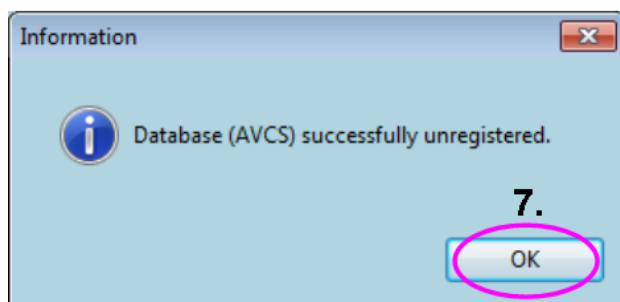 Information
Database (AVCS) successfully unregistered.
7.
OK